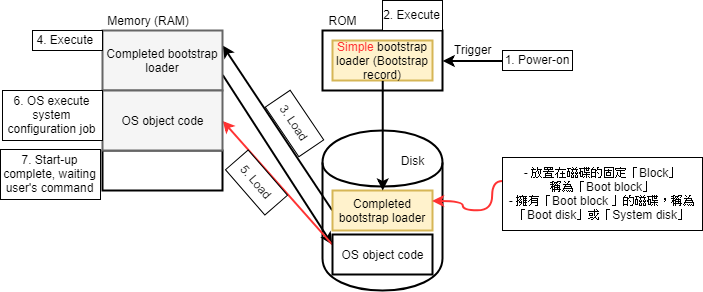 Memory (RAM)
4. Execute
Completed bootstrap
loader
6. OS execute
system
configuration job
OS object code
7. Start-up
complete, waiting
user's command
3. Load
5. Load
2. Execute
ROM
Simple bootstrap
loader (Bootstrap
record)
Trigger
1. Power-on
Disk
Completed
bootstrap loader
OS object code
- 放置在磁碟的固定「Block」
稱為「Boot block」
- 擁有「Boot block 」的磁碟，稱為
「Boot disk」或「System disk」